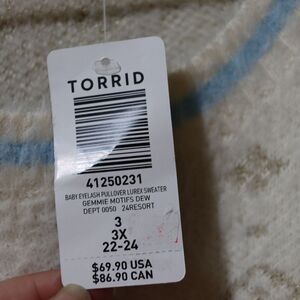 TORRID
41250231
BABY EYELASH PULLOVER LUREX SWEATER
GEMMIE MOTIFS DEW
DEPT 0050 24RESORT
3
3X
22-24
$69.90 USA
$86.90 CAN